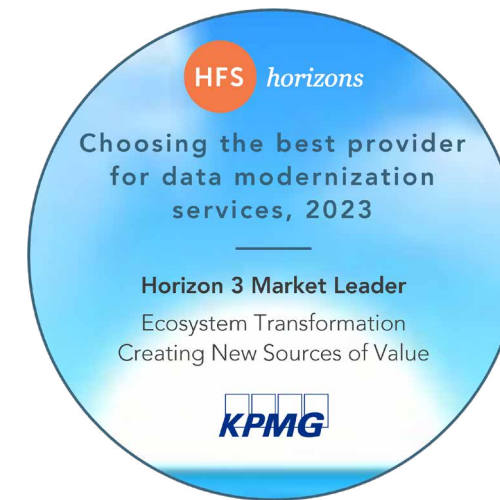 HFS horizons
Choosing the best provider
for data modernization
services, 2023
Horizon 3 Market Leader
Ecosystem Transformation
Creating New Sources of Value
KPMG